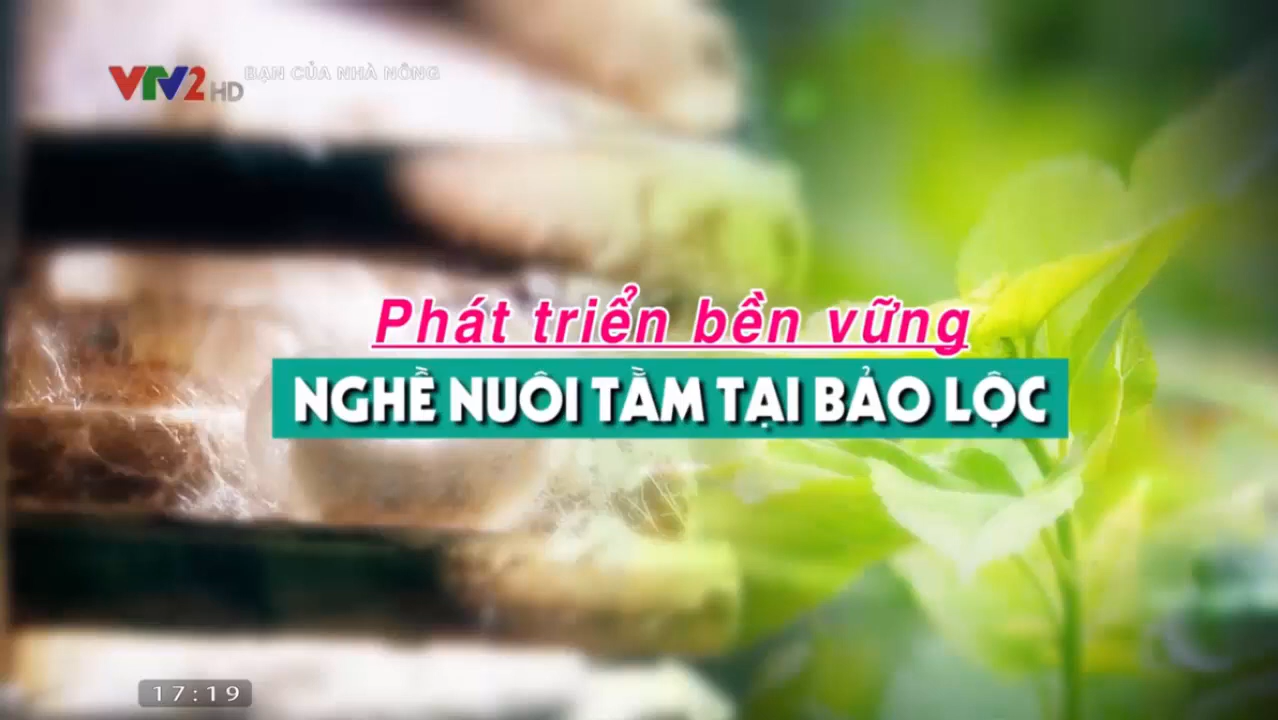 VTV2 HD BẠN CỦA NHÀ NÔNG
Phát triển bền vững
NGHỀ NUÔI TẰM TẠI BẢO LỘC
17:19